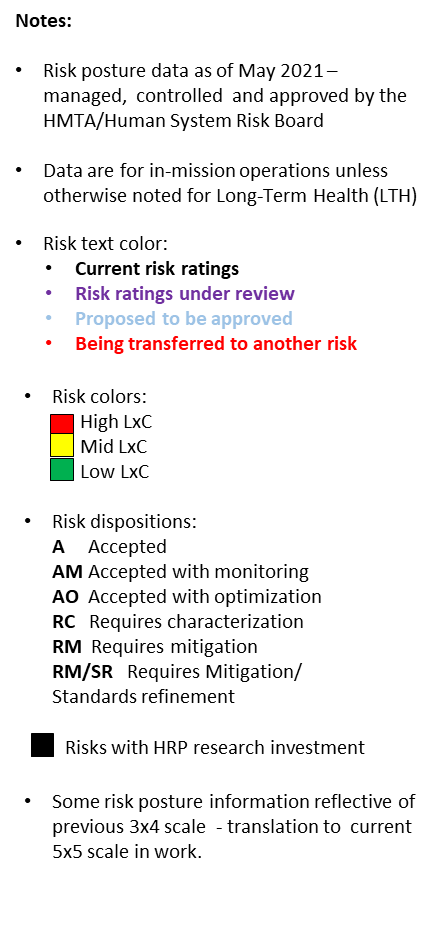 Notes:
• Risk posture data as of May 2021 –
managed, controlled and approved by the
HMTA/Human System Risk Board
• Data are for in-mission operations unless
otherwise noted for Long-Term Health (LTH)
• Risk text color:
• Current risk ratings
• Risk ratings under review
• Proposed to be approved
• Being transferred to another risk
• Risk colors:
High LxC
Mid LxC
Low LxC
• Risk dispositions:
A Accepted
AM Accepted with monitoring
AO Accepted with optimization
RC Requires characterization
RM Requires mitigation
RM/SR Requires Mitigation/
Standards refinement
Risks with HRP research investment
• Some risk posture information reflective of
previous 3x4 scale - translation to current
5x5 scale in work.